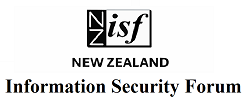 NZ isf
NEW ZEALAND
Information Security Forum